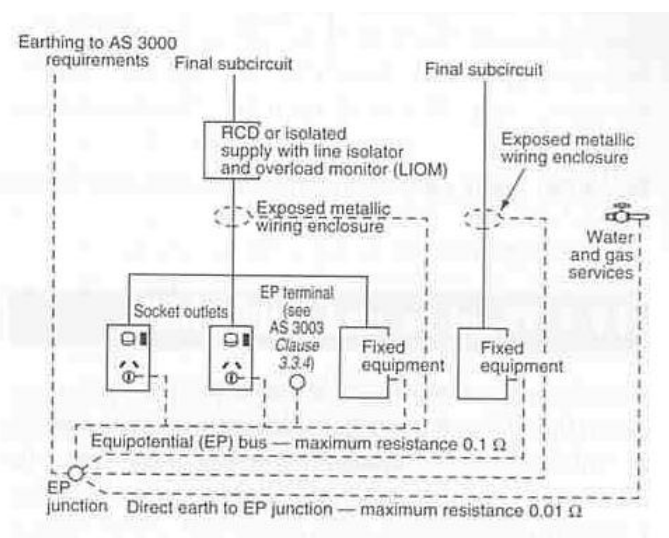 Earthing to AS 3000
requirements
Final subcircuit
Final subcircuit
RCD or isolated
supply with line isolator
and overload monitor (LIOM)
Exposed metallic
wiring enclosure
Exposed metallic
wiring enclosure
Water
and gas
services
Socket outlets
EP terminal
(see
AS 3003
Clause
3.3.4)
Fixed
equipment
Fixed
equipment
Equipotential (EP) bus — maximum resistance 0.1 Ω
EP
junction
Direct earth to EP junction — maximum resistance 0.01 Ω